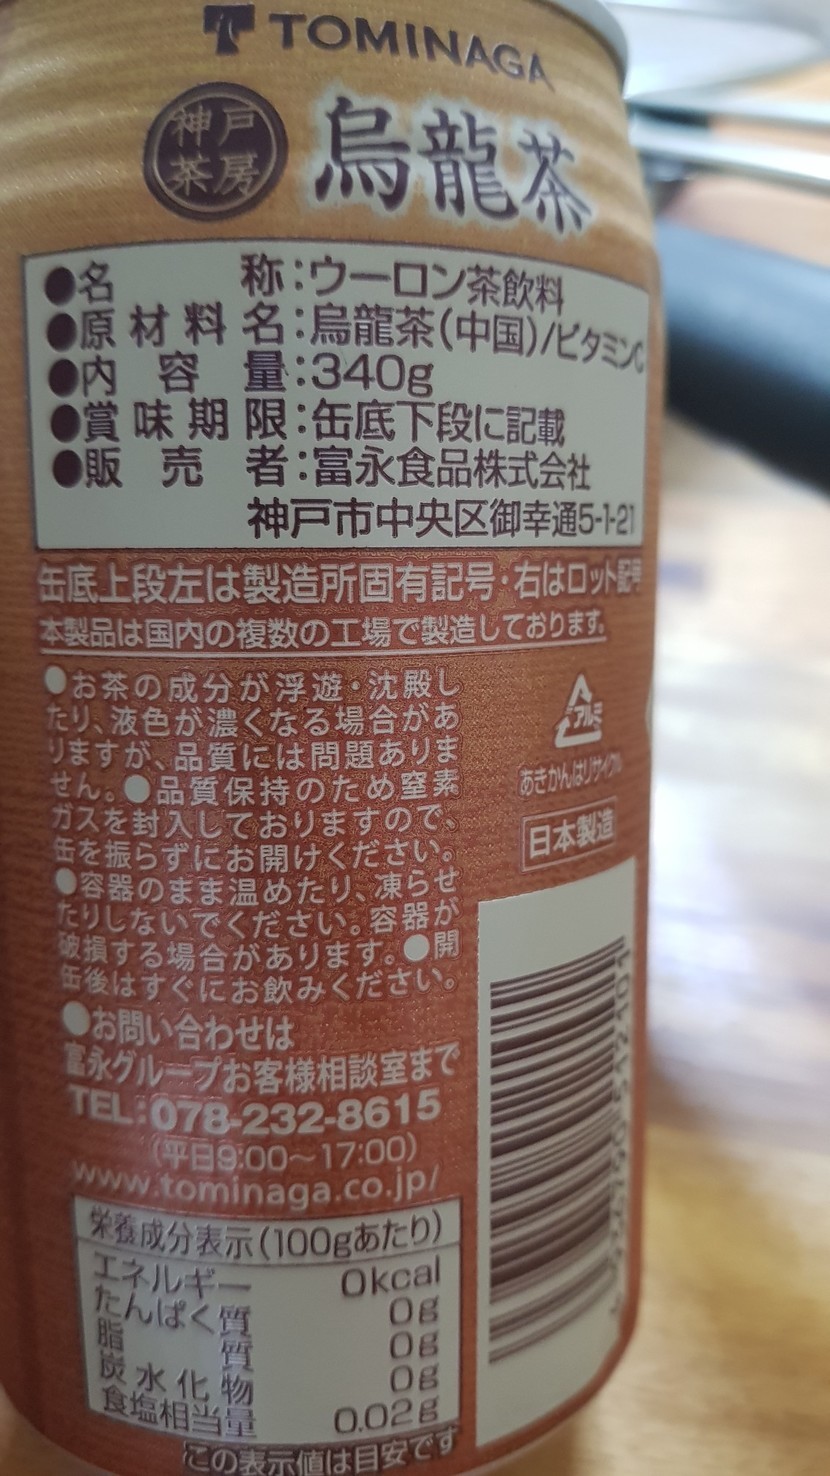 TOMINAGA
神戸
茶房
烏龍茶
●名称：ウーロン茶飲料
●原材料名：烏龍茶(中国)/ビタミンC
●内容量：340g
●賞味期限：缶底下段に記載
●販売者：富永食品株式会社
神戸市中央区御幸通5-1-21
缶底上段左は製造所固有記号・右はロット記号
本製品は国内の複数の工場で製造しております。
●お茶の成分が浮遊・沈殿し
たり、液色が濃くなる場合があ
りますが、品質には問題ありま
せん。●品質保持のため窒素
ガスを封入しておりますので、
缶を振らずにお開けください。
●容器のまま温めたり、凍らせ
たりしないでください。容器が
破損する場合があります。●開
缶後はすぐにお飲みください。
アルミ
あきかんはリサイクル
日本製造
●お問い合わせは
富永グループお客様相談室まで
TEL：078-232-8615
(平日9:00～17:00)
www.tominaga.co.jp/
栄養成分表示(100gあたり)
エネルギー 0kcal
たんぱく質 0g
脂質 0g
炭水化物 0g
食塩相当量 0.02g
この表示値は目安です